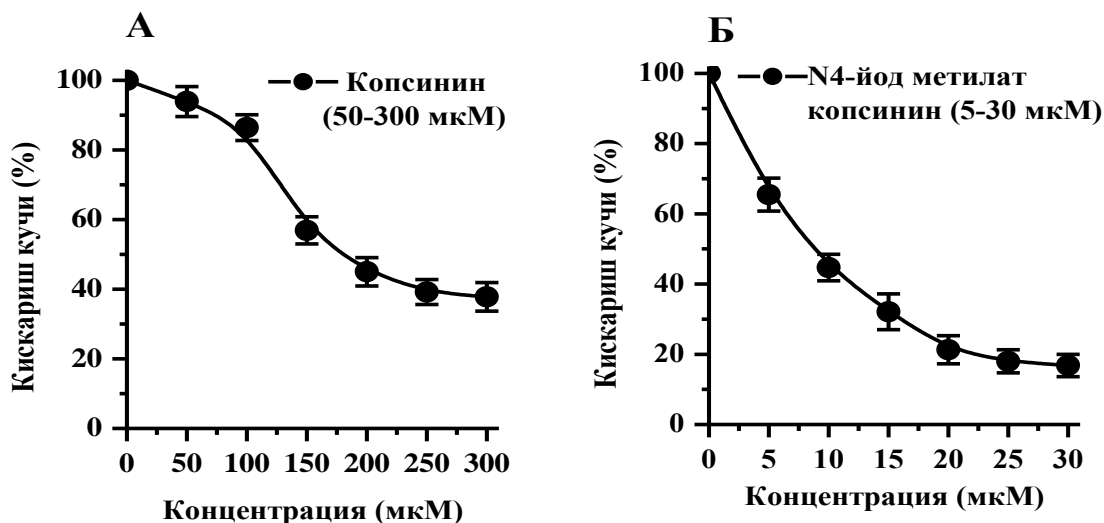 А
Копсинин
(50-300 мкМ)
Кискариш кучи (%)
100
80
60
40
20
0
0 50 100 150 200 250 300
Концентрация (мкМ)
Б
N4-йод метилат
копсинин (5-30 мкМ)
Кискариш кучи (%)
100
80
60
40
20
0
0 5 10 15 20 25 30
Концентрация (мкМ)